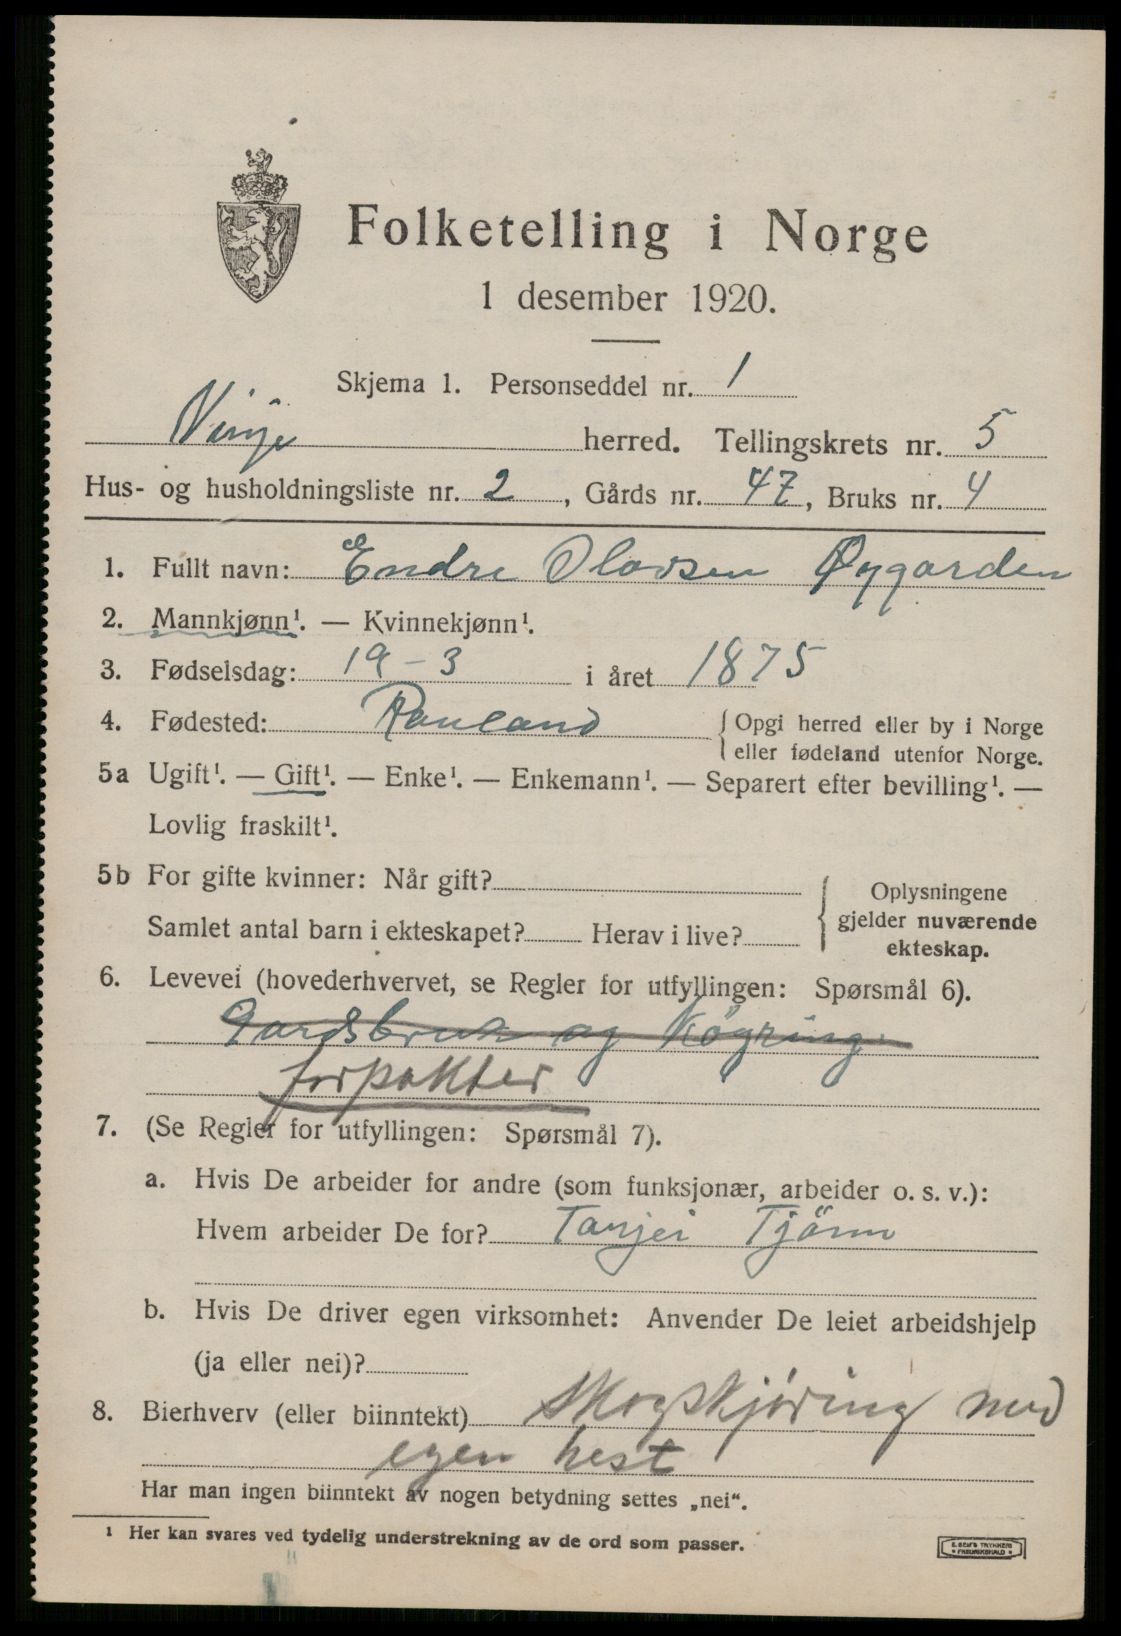 Folketelling i Norge
1 desember 1920.
Skjema 1. Personseddel nr. 1
Vinje herred. Tellingskrets nr. 5
Hus- og husholdningsliste nr. 2, Gårds nr. 47, Bruks nr. 4
1. Fullt navn: Endre Olavsen Øygarden
2. Mannkjønn¹. — Kvinnekjønn¹.
3. Fødselsdag: 19-3 i året 1875
4. Fødested: Rauland { Opgi herred eller by i Norge
eller fødeland utenfor Norge.
5a Ugift¹. — Gift¹. — Enke¹. — Enkemann¹. — Separert efter bevilling¹. —
Lovlig fraskilt¹.
5b For gifte kvinner: Når gift?
Samlet antal barn i ekteskapet? Herav i live?
{ Oplysningene
gjelder nuværende
ekteskap.
6. Levevei (hovederhvervet, se Regler for utfyllingen: Spørsmål 6).
Gardsbruk og Køyring
forpakter
7. (Se Regler for utfyllingen: Spørsmål 7).
a. Hvis De arbeider for andre (som funksjonær, arbeider o. s. v.):
Hvem arbeider De for? Tarjei Tjönn
b. Hvis De driver egen virksomhet: Anvender De leiet arbeidshjelp
(ja eller nei)?
8. Bierhverv (eller biinntekt) Skogskjøring med
egen hest
Har man ingen biinntekt av nogen betydning settes „nei“.
¹ Her kan svares ved tydelig understrekning av de ord som passer.